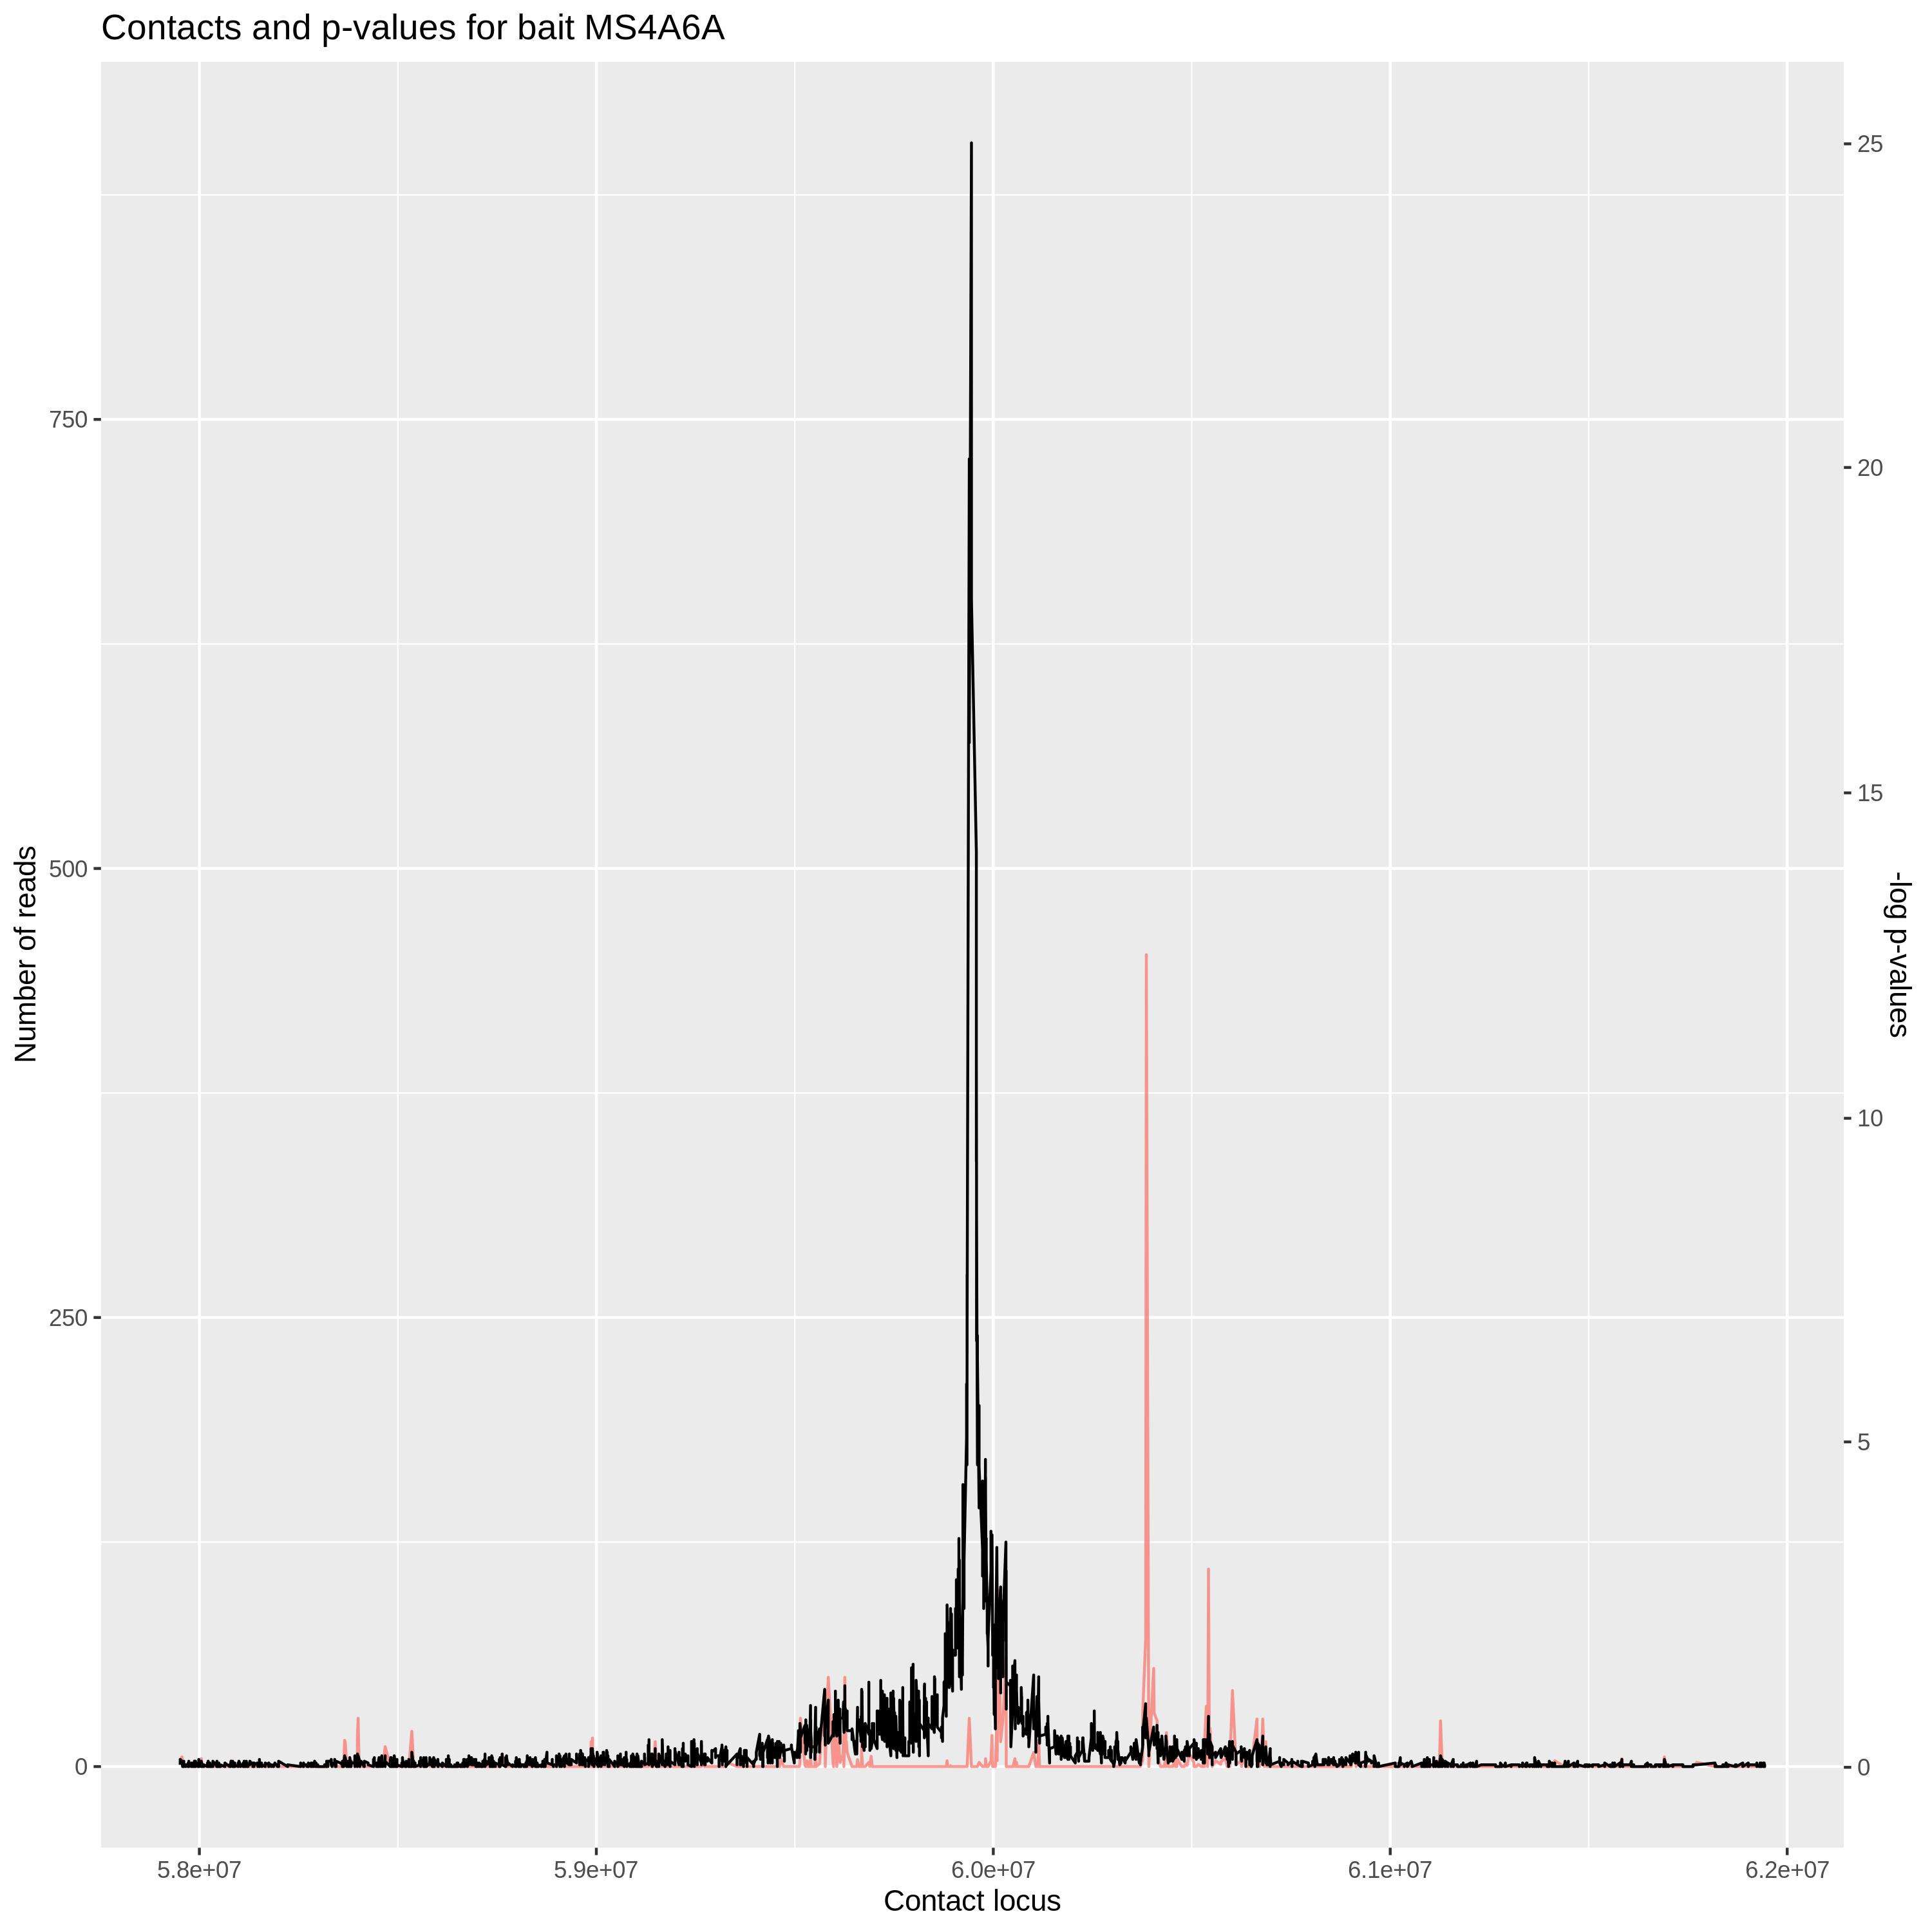 Contacts and p-values for bait MS4A6A
25
750
20
15
500
Number of reads
-log p-values
10
250
5
0
0
5.8e+07
5.9e+07
6.0e+07
6.1e+07
6.2e+07
Contact locus